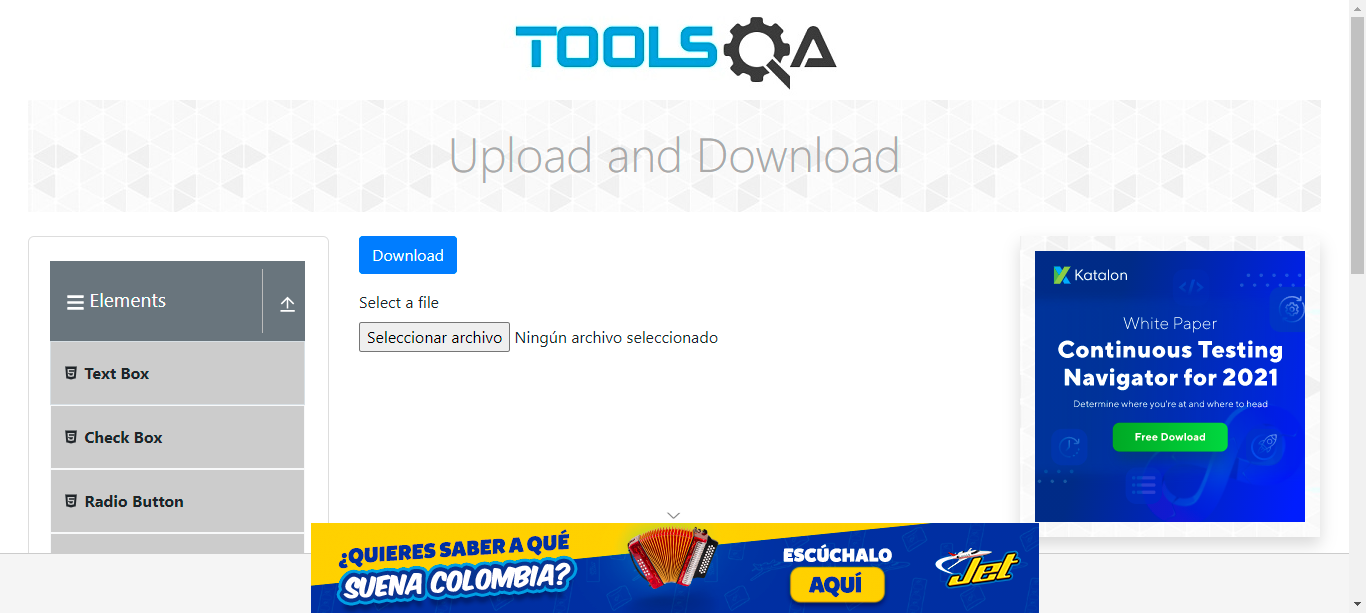 TOOLSQA
Upload and Download
Elements
Text Box
Check Box
Radio Button
Download
Select a file
Seleccionar archivo Ningún archivo seleccionado
Katalon
White Paper
Continuous Testing
Navigator for 2021
Determine where you're at and where to head
Free Dowload
¿QUIERES SABER A QUÉ
SUENA COLOMBIA?
ESCÚCHALO
AQUÍ
Jet